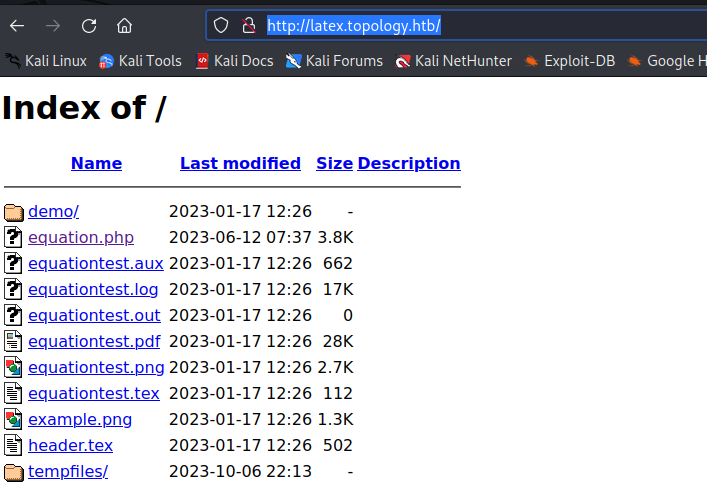 http://latex.topology.htb/
Kali Linux Kali Tools Kali Docs Kali Forums Kali NetHunter Exploit-DB Google H
Index of /
Name Last modified Size Description
demo/ 2023-01-17 12:26 -
equation.php 2023-06-12 07:37 3.8K
equationtest.aux 2023-01-17 12:26 662
equationtest.log 2023-01-17 12:26 17K
equationtest.out 2023-01-17 12:26 0
equationtest.pdf 2023-01-17 12:26 28K
equationtest.png 2023-01-17 12:26 2.7K
equationtest.tex 2023-01-17 12:26 112
example.png 2023-01-17 12:26 1.3K
header.tex 2023-01-17 12:26 502
tempfiles/ 2023-10-06 22:13 -